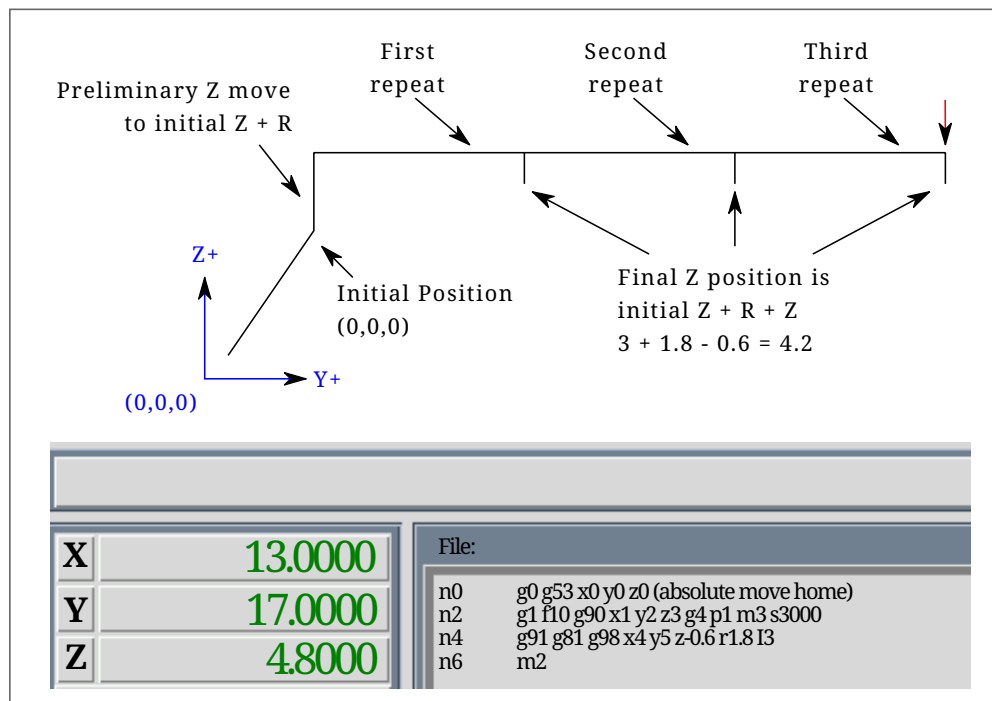 First
repeat
Second
repeat
Third
repeat
Preliminary Z move
to initial Z + R
Z+
Initial Position
(0,0,0)
Final Z position is
initial Z + R + Z
3 + 1.8 - 0.6 = 4.2
Y+
(0,0,0)
X 13.0000
Y 17.0000
Z 4.8000
File:
n0 g0 g53 x0 y0 z0 (absolute move home)
n2 g1 f10 g90 x1 y2 z3 g4 p1 m3 s3000
n4 g91 g81 g98 x4 y5 z-0.6 r1.8 I3
n6 m2